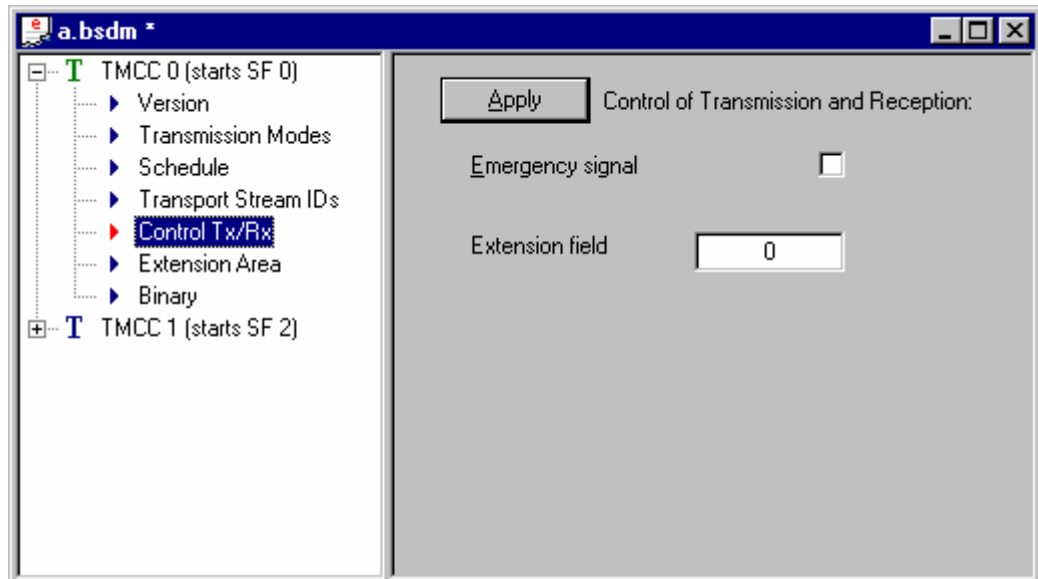 a.bsdm *
TMCC 0 (starts SF 0)
Version
Transmission Modes
Schedule
Transport Stream IDs
Control Tx/Rx
Extension Area
Binary
TMCC 1 (starts SF 2)
Apply Control of Transmission and Reception:
Emergency signal
Extension field 0